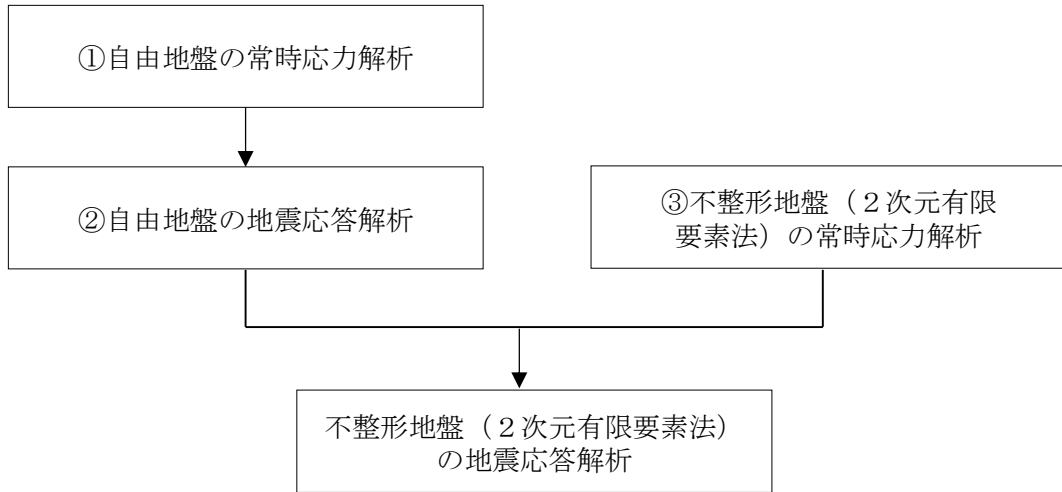 ①自由地盤の常時応力解析
②自由地盤の地震応答解析
③不整形地盤（２次元有限
要素法）の常時応力解析
不整形地盤（２次元有限要素法）
の地震応答解析